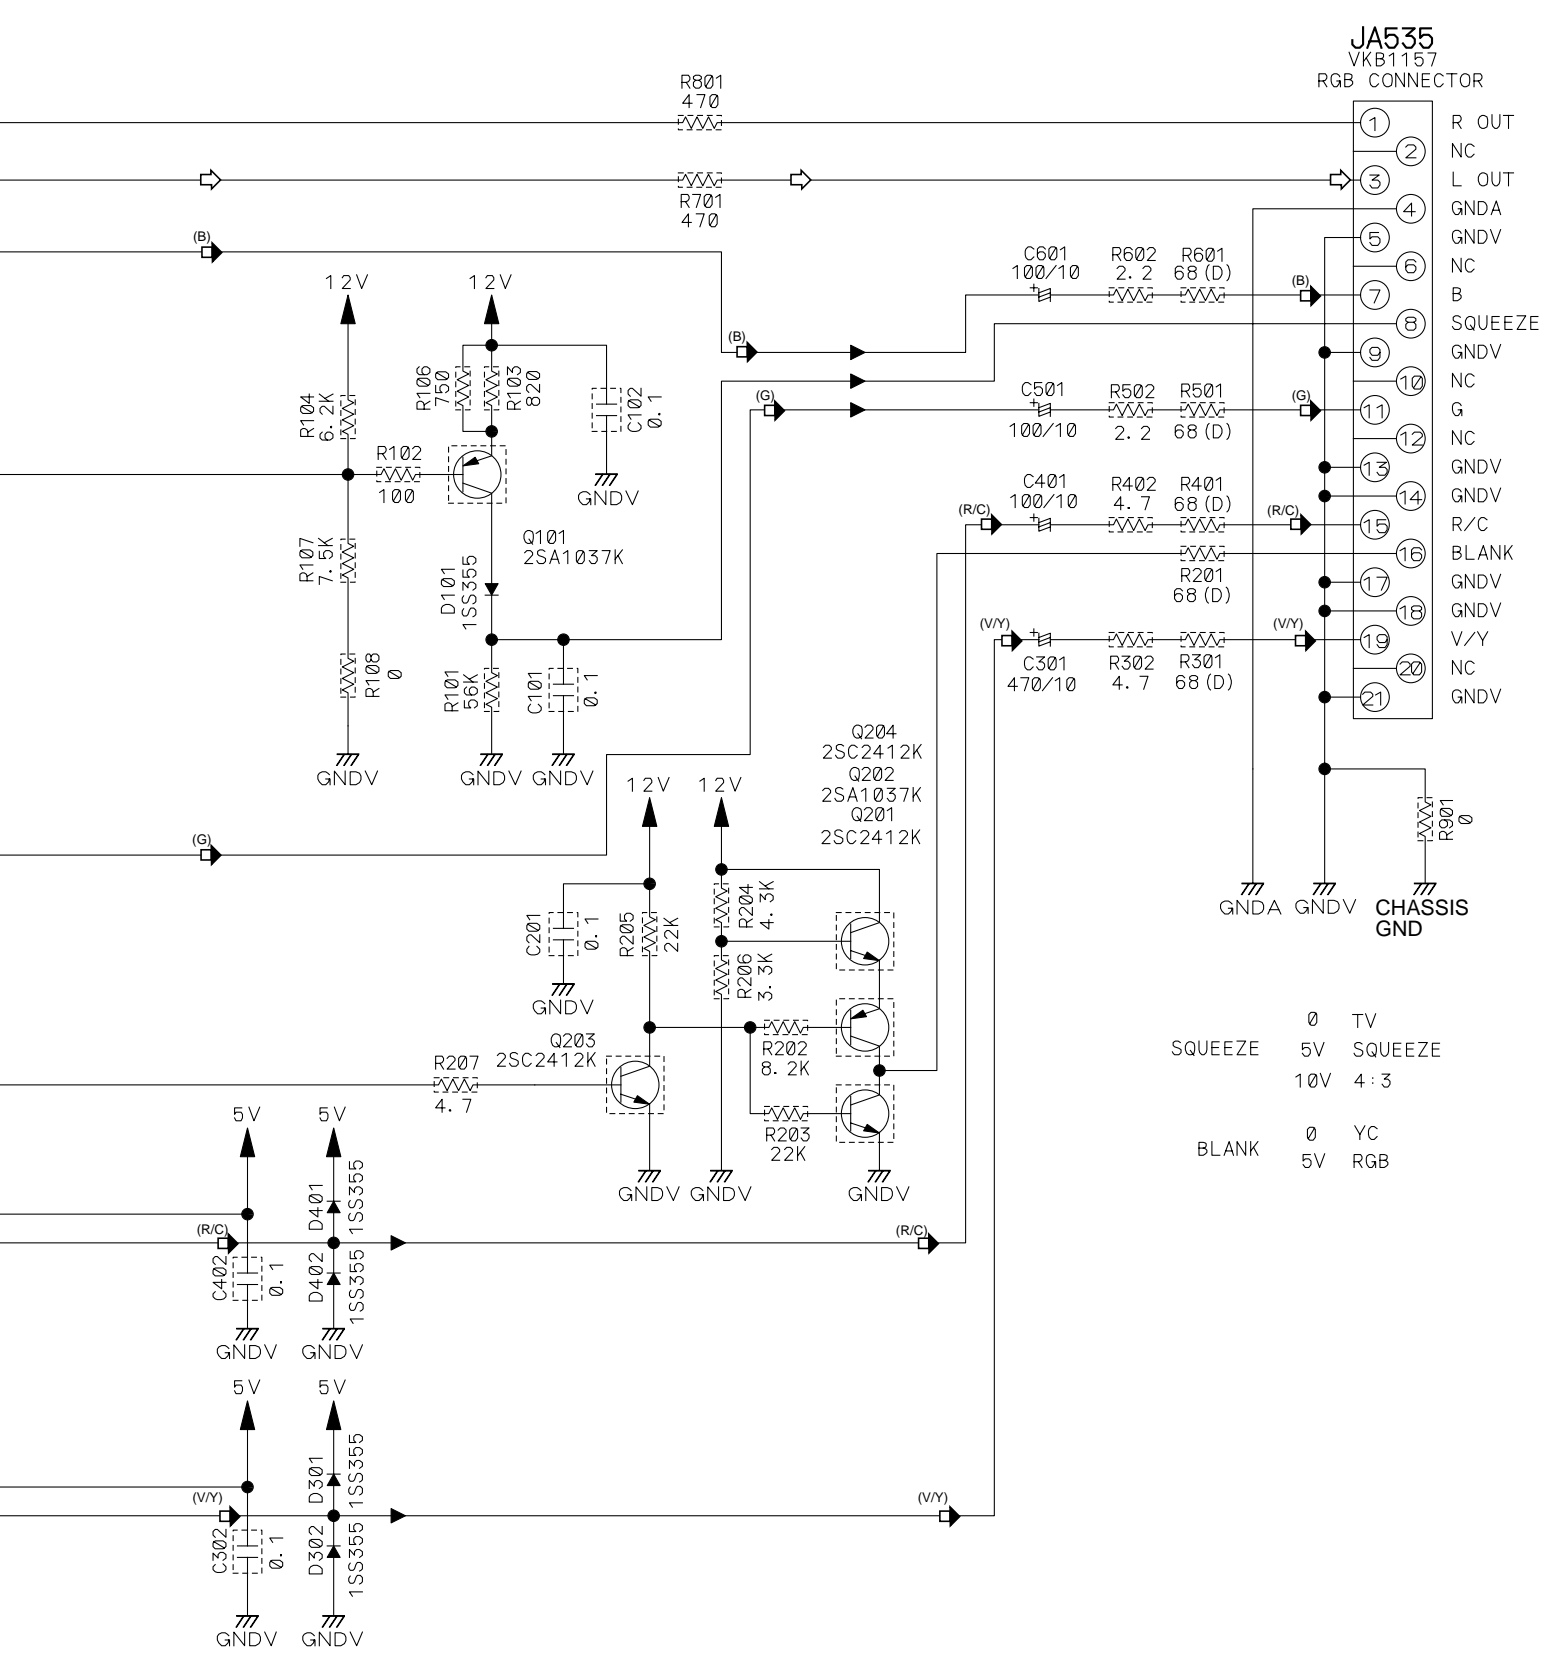 JA535
VKB1157
RGB CONNECTOR
R801
470
1
R OUT
2
NC
3
L OUT
R701
470
4
GNDA
(B)
5
GNDV
C601
100/10
R602
2.2
R601
68(D)
6
NC
12V
12V
(B)
7
B
8
SQUEEZE
(B)
9
GNDV
R106
750
R103
820
C102
0.1
R104
6.2K
(G)
C501
100/10
R502
2.2
R501
68(D)
(G)
10
NC
11
G
12
NC
R102
100
13
GNDV
GNDV
C401
100/10
R402
4.7
R401
68(D)
14
GNDV
(R/C)
(R/C)
15
R/C
Q101
2SA1037K
16
BLANK
R107
7.5K
D101
1SS355
R201
68(D)
17
GNDV
18
GNDV
(V/Y)
(V/Y)
19
V/Y
C301
470/10
R302
4.7
R301
68(D)
R108
0
R101
56K
C101
0.1
20
NC
21
GNDV
GNDV
GNDV
GNDV
Q204
2SC2412K
Q202
2SA1037K
Q201
2SC2412K
12V
12V
R901
0
(G)
R204
4.3K
GNDA
GNDV
CHASSIS
GND
C201
0.1
R205
22K
R206
3.3K
GNDV
Q203
2SC2412K
R202
8.2K
R207
4.7
R203
22K
0 TV
SQUEEZE 5V SQUEEZE
10V 4:3
BLANK 0 YC
5V RGB
5V
5V
GNDV
GNDV
GNDV
D401
1SS355
(R/C)
(R/C)
C402
0.1
D402
1SS355
GNDV
GNDV
5V
5V
D301
1SS355
(V/Y)
(V/Y)
C302
0.1
D302
1SS355
GNDV
GNDV